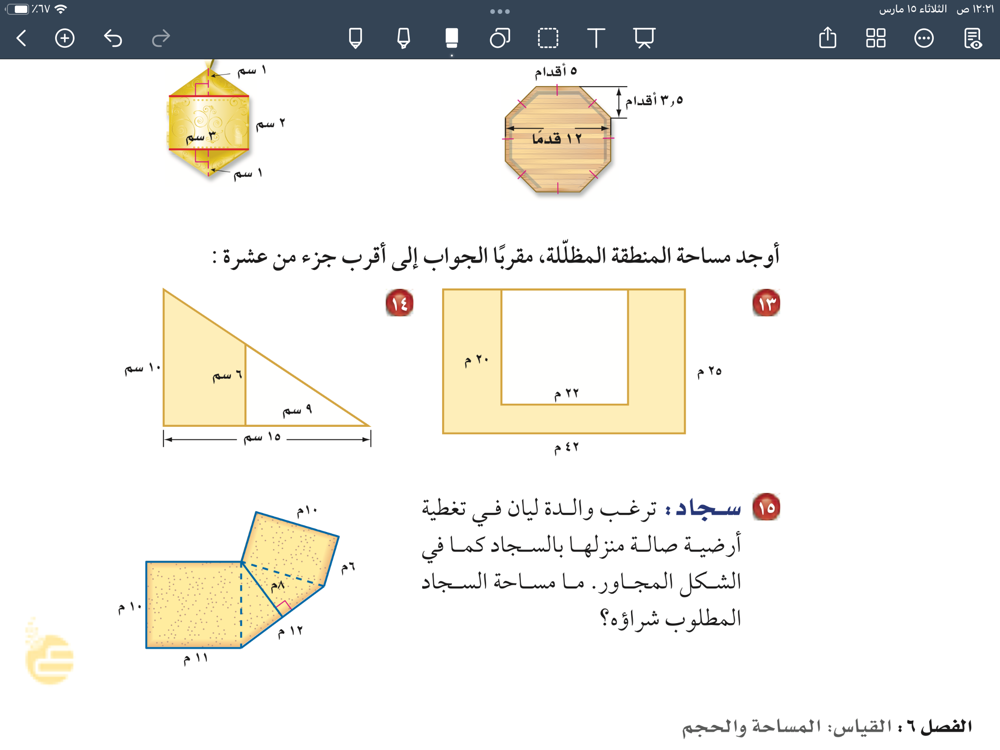 ١٢:٢١ ص   الثلاثاء ١٥ مارس
٪٦٧
٥ أقدام
٣٫٥ أقدام
١٢ قدمًا
١ سم
٢ سم
٣ سم
١ سم
أوجد مساحة المنطقة المظلّلة، مقربًا الجواب إلى أقرب جزء من عشرة :
١٣
٢٠ م
٢٥ م
٢٢ م
٤٢ م
١٤
١٠ سم
٦ سم
٩ سم
١٥ سم
١٥
سجاد : ترغب والدة ليان في تغطية
أرضية صالة منزلها بالسجاد كما في
الشكل المجاور. ما مساحة السجاد
المطلوب شراؤه؟
١٠م
٦م
٨م
١٠ م
١٢ م
١١ م
الفصل ٦ : القياس: المساحة والحجم